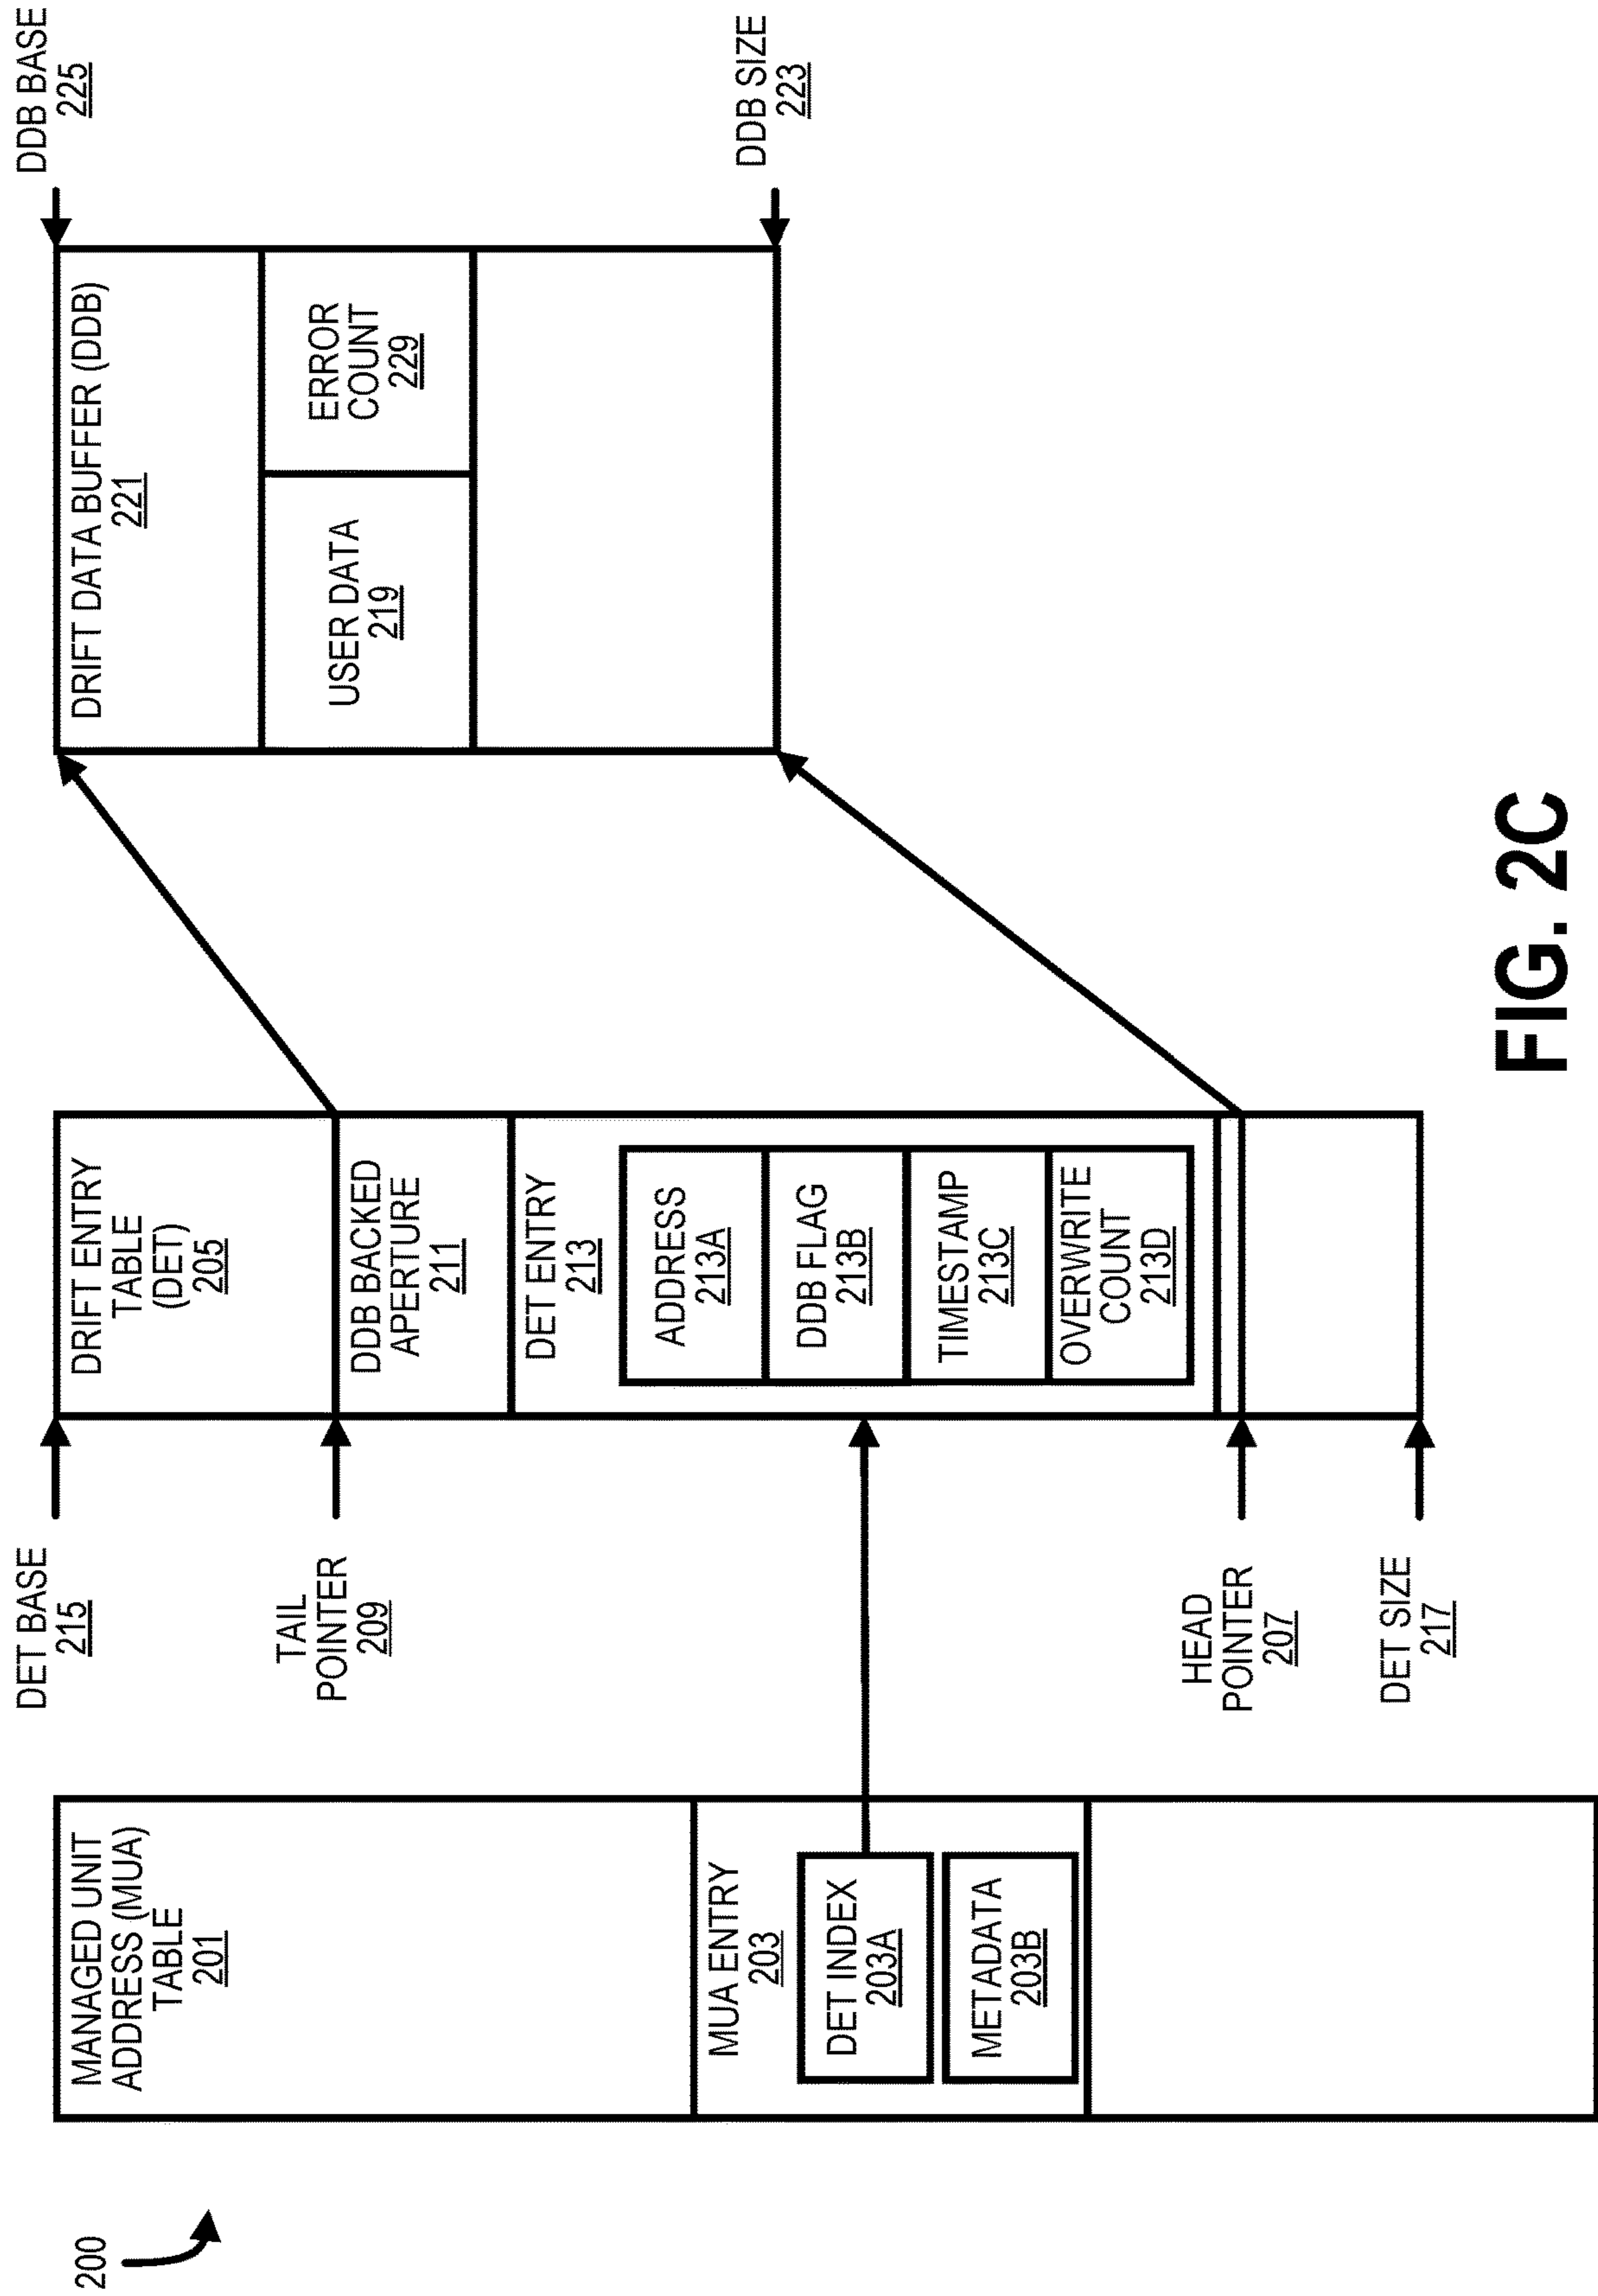 200
MANAGED UNIT
ADDRESS (MUA)
TABLE
201
MUA ENTRY
203
DET INDEX
203A
METADATA
203B
DET BASE
215
TAIL
POINTER
209
HEAD
POINTER
207
DET SIZE
217
DRIFT ENTRY
TABLE
(DET)
205
DDB BACKED
APERTURE
211
DET ENTRY
213
ADDRESS
213A
DDB FLAG
213B
TIMESTAMP
213C
OVERWRITE
COUNT
213D
DRIFT DATA BUFFER (DDB)
221
USER DATA
219
ERROR
COUNT
229
DDB BASE
225
DDB SIZE
223
FIG. 2C